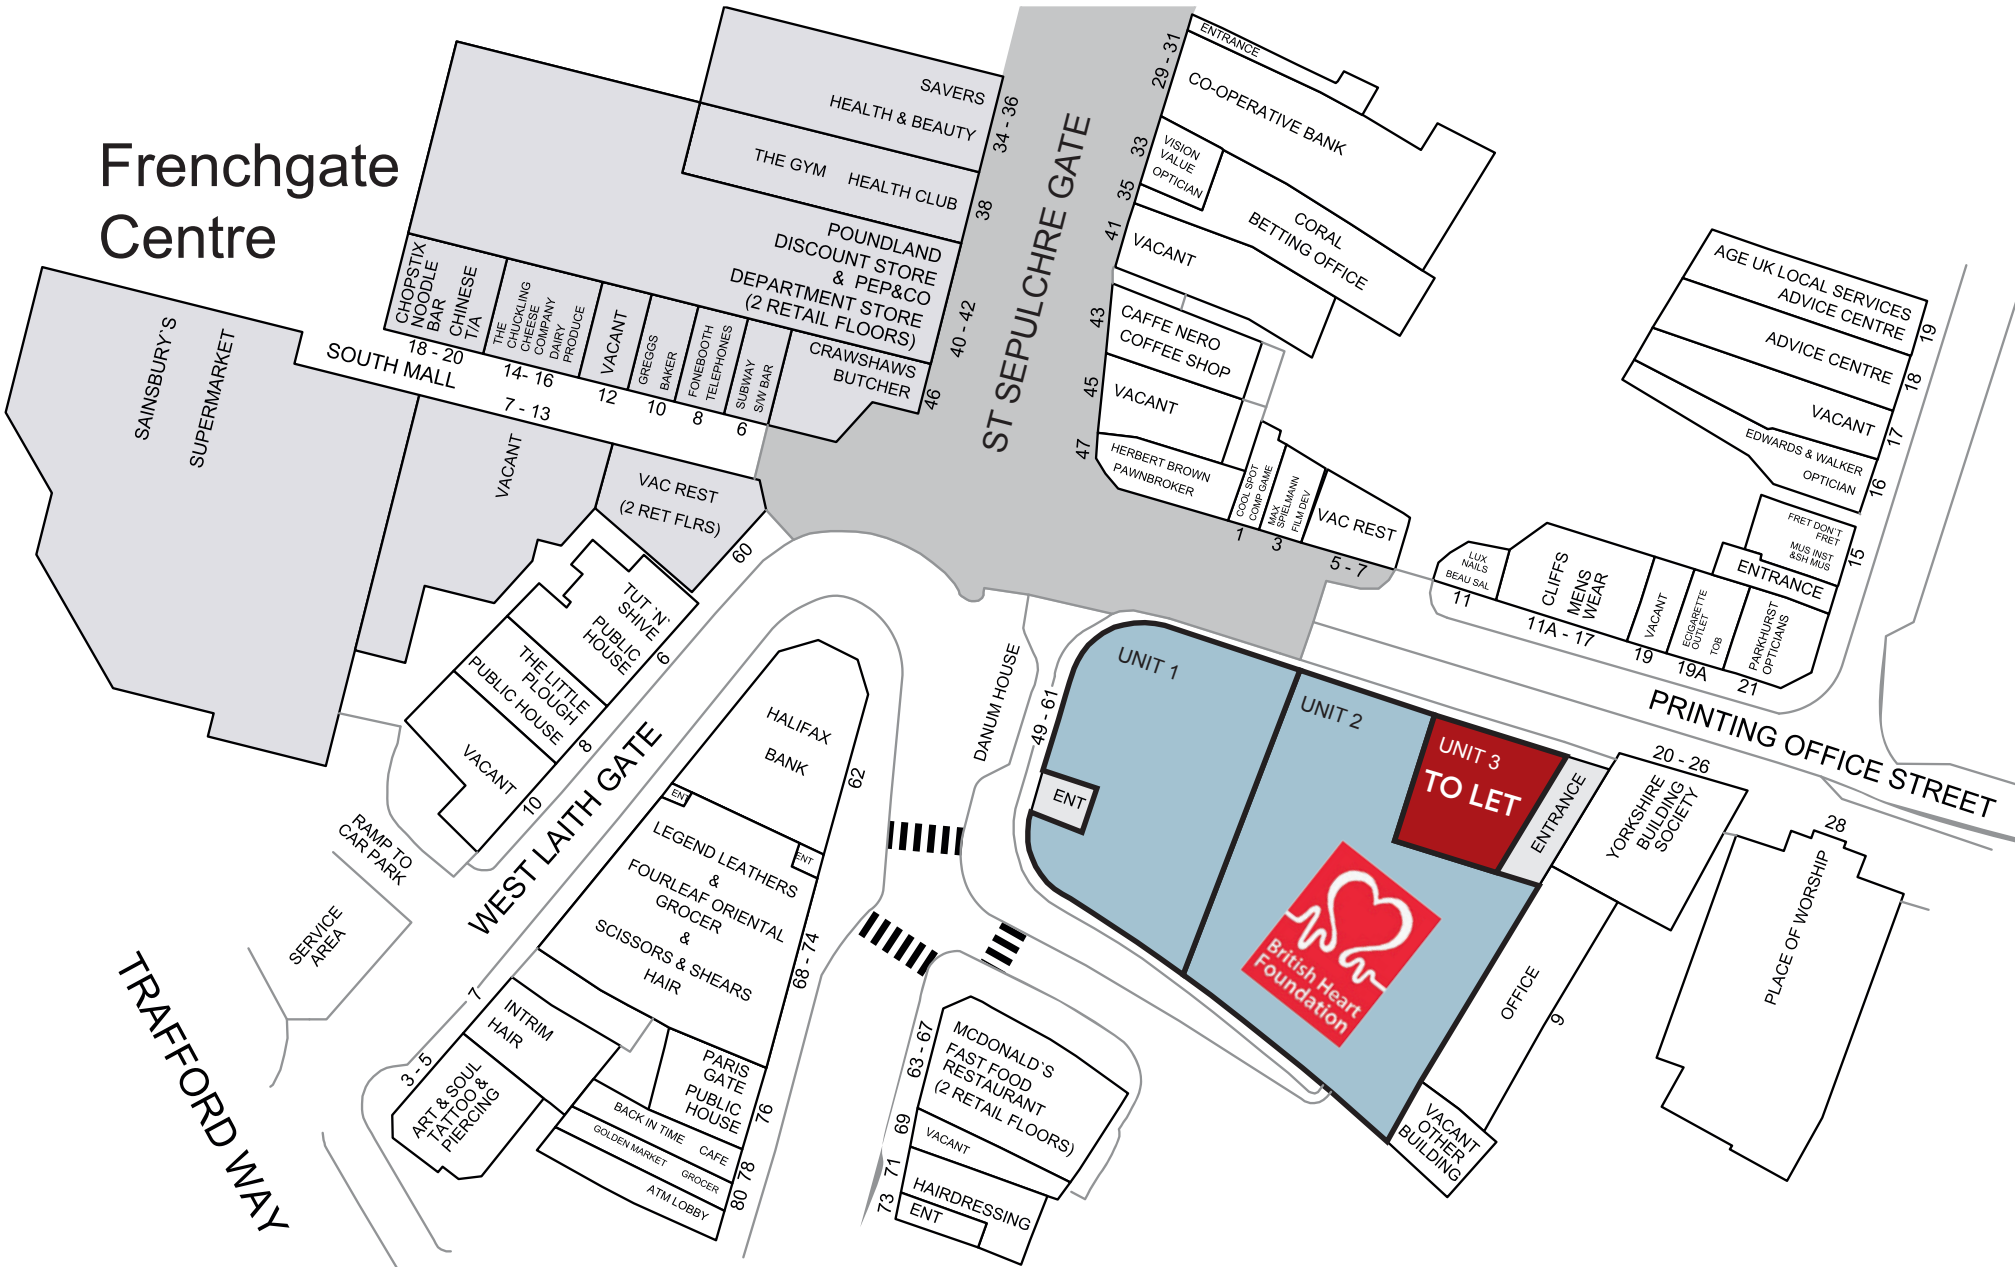 Frenchgate
Centre
SAVERS
HEALTH & BEAUTY
34 - 36
THE GYM HEALTH CLUB
38
POUNDLAND
DISCOUNT STORE
& PEP&CO
DEPARTMENT STORE
(2 RETAIL FLOORS)
40 - 42
CHOPSTIX
NOODLE
BAR
CHINESE
T/A
18 - 20
THE
CHUCKLING
CHEESE
COMPANY
DAIRY
PRODUCE
14- 16
VACANT
12
GREGGS
BAKER
10
FONEBOOTH
TELEPHONES
8
SUBWAY
S/W BAR
6
CRAWSHAWS
BUTCHER
46
SOUTH MALL
7 - 13
SAINSBURY`S
SUPERMARKET
VACANT
VAC REST
(2 RET FLRS)
60
ST SEPULCHRE GATE
ENTRANCE
29 - 31
CO-OPERATIVE BANK
33
VISION
VALUE
OPTICIAN
35
CORAL
BETTING OFFICE
41
VACANT
43
CAFFE NERO
COFFEE SHOP
45
VACANT
47
HERBERT BROWN
PAWNBROKER
COOL SPOT
COMP GAME
1
MAX
SPIELMANN
FILM DEV
3
VAC REST
5 - 7
AGE UK LOCAL SERVICES
ADVICE CENTRE
19
ADVICE CENTRE
18
VACANT
17
EDWARDS & WALKER
OPTICIAN
16
FRET DON`T
FRET
MUS INST
&SH MUS
15
ENTRANCE
LUX
NAILS
BEAU SAL
11
CLIFFS
MENS
WEAR
11A - 17
VACANT
19
ECIGARETTE
OUTLET
TOB
19A
PARKHURST
OPTICIANS
21
PRINTING OFFICE STREET
TUT `N`
SHIVE
PUBLIC
HOUSE
6
THE LITTLE
PLOUGH
PUBLIC HOUSE
8
VACANT
10
WEST LAITH GATE
RAMP TO
CAR PARK
SERVICE
AREA
TRAFFORD WAY
HALIFAX
BANK
62
ENT
ENT
LEGEND LEATHERS
&
FOURLEAF ORIENTAL
GROCER
&
SCISSORS & SHEARS
HAIR
68 - 74
7
INTRIM
HAIR
3 - 5
ART & SOUL
TATTOO &
PIERCING
PARIS
GATE
PUBLIC
HOUSE
76
BACK IN TIME CAFE
78
GOLDEN MARKET GROCER
80
ATM LOBBY
DANUM HOUSE
49 - 61
UNIT 1
ENT
UNIT 2
UNIT 3
TO LET
ENTRANCE
British Heart
Foundation
20 - 26
YORKSHIRE
BUILDING
SOCIETY
28
PLACE OF WORSHIP
OFFICE
9
VACANT
OTHER
BUILDING
63 - 67
MCDONALD`S
FAST FOOD
RESTAURANT
(2 RETAIL FLOORS)
69
VACANT
71
HAIRDRESSING
73
ENT